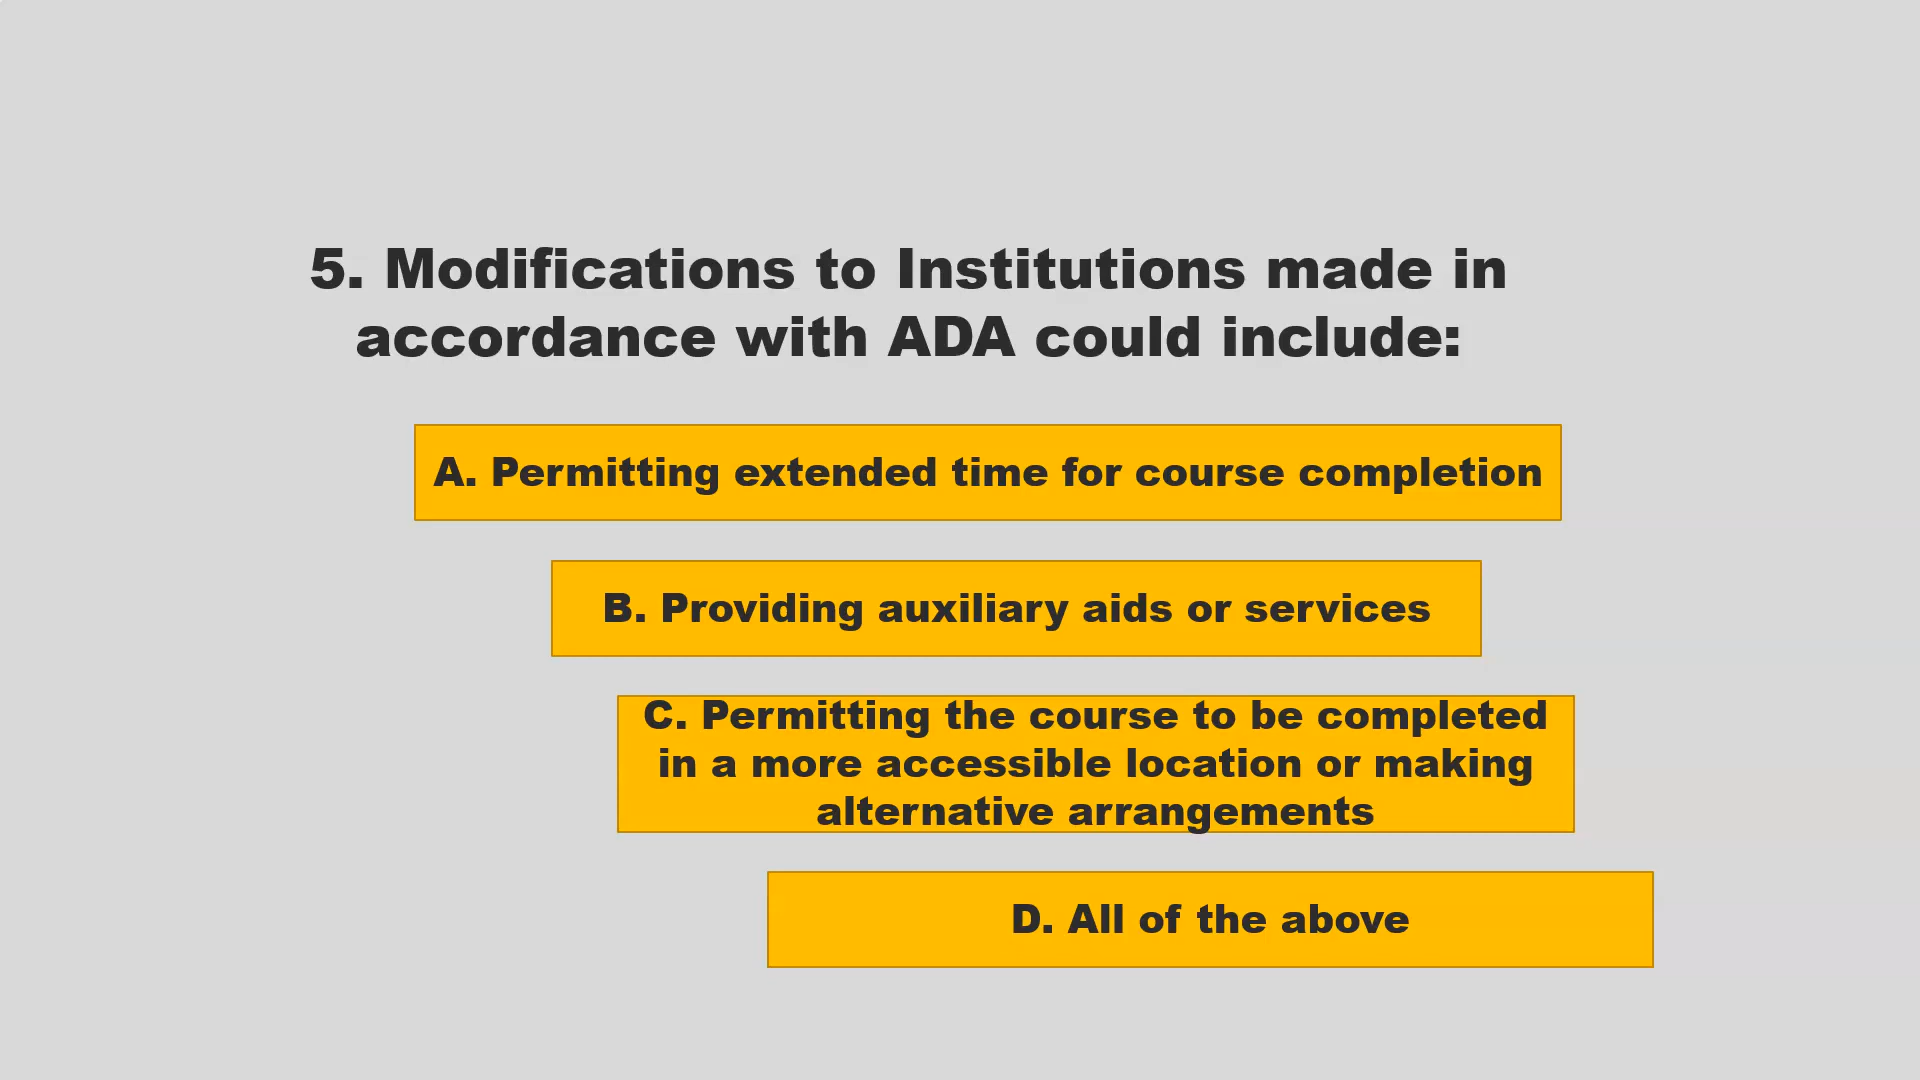 5. Modifications to Institutions made in
accordance with ADA could include:
A. Permitting extended time for course completion
B. Providing auxiliary aids or services
C. Permitting the course to be completed
in a more accessible location or making
alternative arrangements
D. All of the above